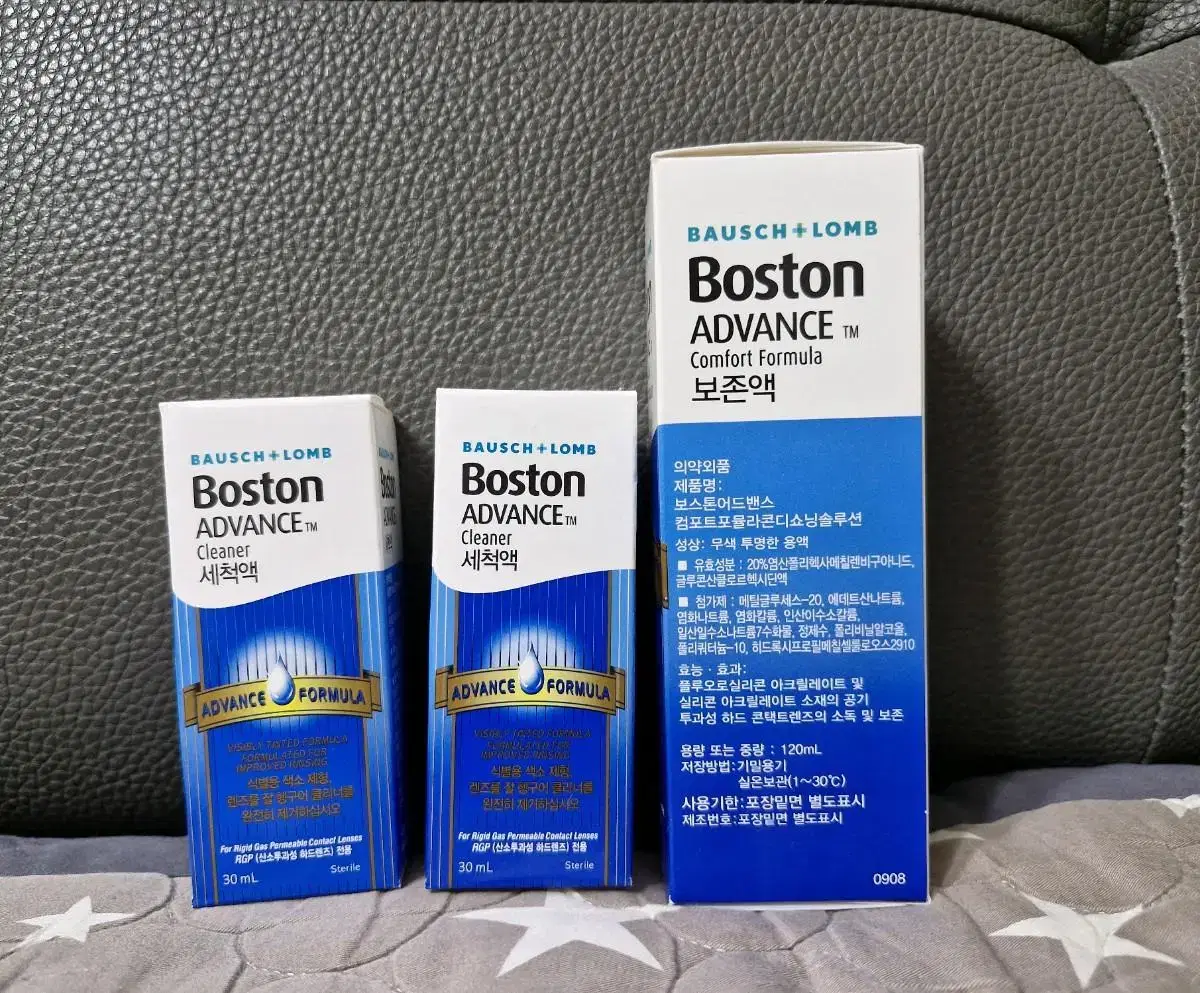 BAUSCH + LOMB
Boston
ADVANCE™
Cleaner
세척액
ADVANCE FORMULA
VISIBLY TINTED FORMULA
FORMULATED FOR
IMPROVED RINSING
식별용 색소 제형,
렌즈를 잘 헹구어 클리너를
완전히 제거하십시오
For Rigid Gas Permeable Contact Lenses
RGP (산소투과성 하드렌즈) 전용
30 mL
Sterile
BAUSCH + LOMB
Boston
ADVANCE™
Cleaner
세척액
ADVANCE FORMULA
VISIBLY TINTED FORMULA
FORMULATED FOR
IMPROVED RINSING
식별용 색소 제형,
렌즈를 잘 헹구어 클리너를
완전히 제거하십시오
For Rigid Gas Permeable Contact Lenses
RGP (산소투과성 하드렌즈) 전용
30 mL
Sterile
BAUSCH + LOMB
Boston
ADVANCE™
Comfort Formula
보존액
의약외품
제품명:
보스톤어드밴스
컴포트포뮬라콘디쇼닝솔루션
성상: 무색 투명한 용액
■ 유효성분 : 20%염산폴리헥사메칠렌비구아니드,
글루콘산클로르헥시딘액
■ 첨가제 : 메틸글루세스-20, 에데트산나트륨,
염화나트륨, 염화칼륨, 인산이수소칼륨,
일산일수소나트륨7수화물, 정제수, 폴리비닐알코올,
폴리쿼터늄-10, 히드록시프로필메칠셀룰로오스2910
효능 · 효과:
플루오로실리콘 아크릴레이트 및
실리콘 아크릴레이트 소재의 공기
투과성 하드 콘택트렌즈의 소독 및 보존
용량 또는 중량 : 120mL
저장방법:기밀용기
실온보관(1~30℃)
사용기한:포장밑면 별도표시
제조번호:포장밑면 별도표시
0908